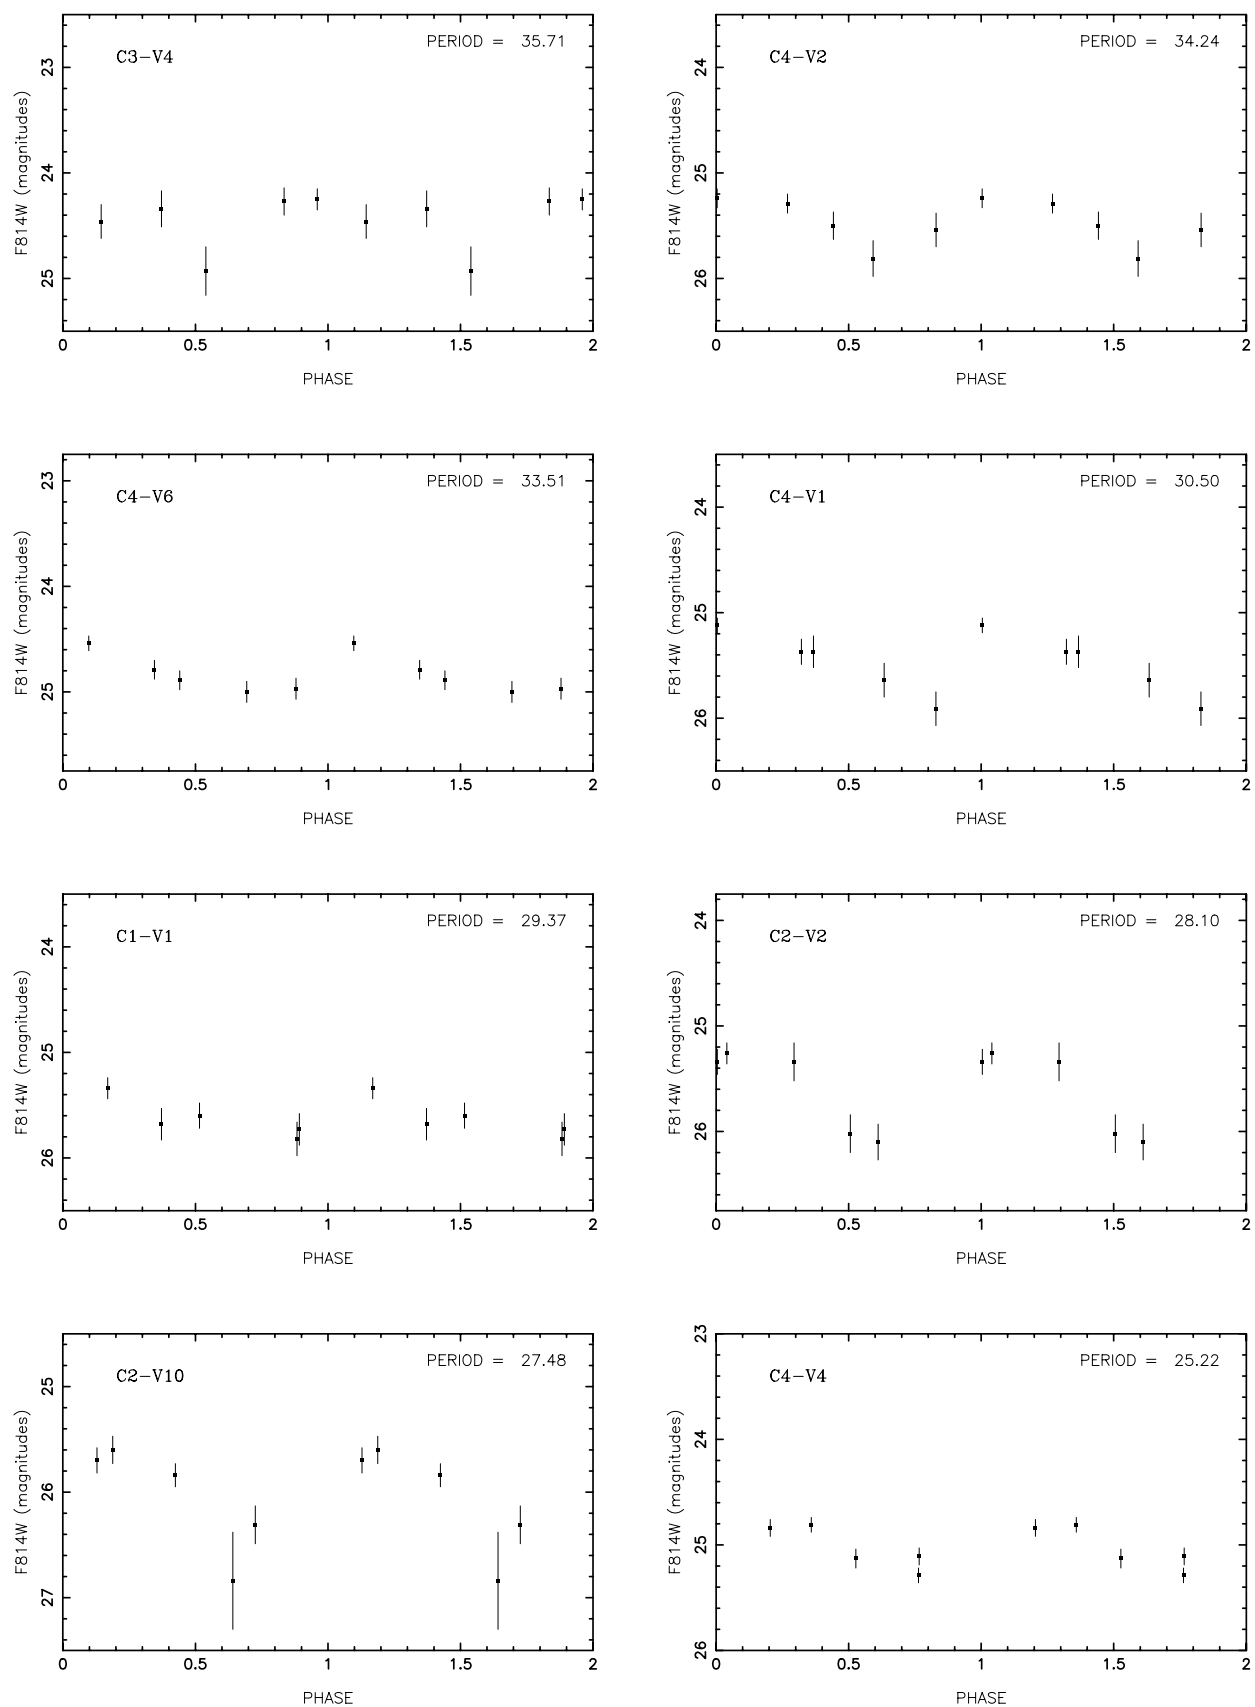 C3-V4 PERIOD = 35.71
23
24
25
F814W (magnitudes)
0 0.5 1 1.5 2
PHASE
C4-V2 PERIOD = 34.24
24
25
26
F814W (magnitudes)
0 0.5 1 1.5 2
PHASE
C4-V6 PERIOD = 33.51
23
24
25
F814W (magnitudes)
0 0.5 1 1.5 2
PHASE
C4-V1 PERIOD = 30.50
24
25
26
F814W (magnitudes)
0 0.5 1 1.5 2
PHASE
C1-V1 PERIOD = 29.37
24
25
26
F814W (magnitudes)
0 0.5 1 1.5 2
PHASE
C2-V2 PERIOD = 28.10
24
25
26
F814W (magnitudes)
0 0.5 1 1.5 2
PHASE
C2-V10 PERIOD = 27.48
25
26
27
F814W (magnitudes)
0 0.5 1 1.5 2
PHASE
C4-V4 PERIOD = 25.22
23
24
25
26
F814W (magnitudes)
0 0.5 1 1.5 2
PHASE